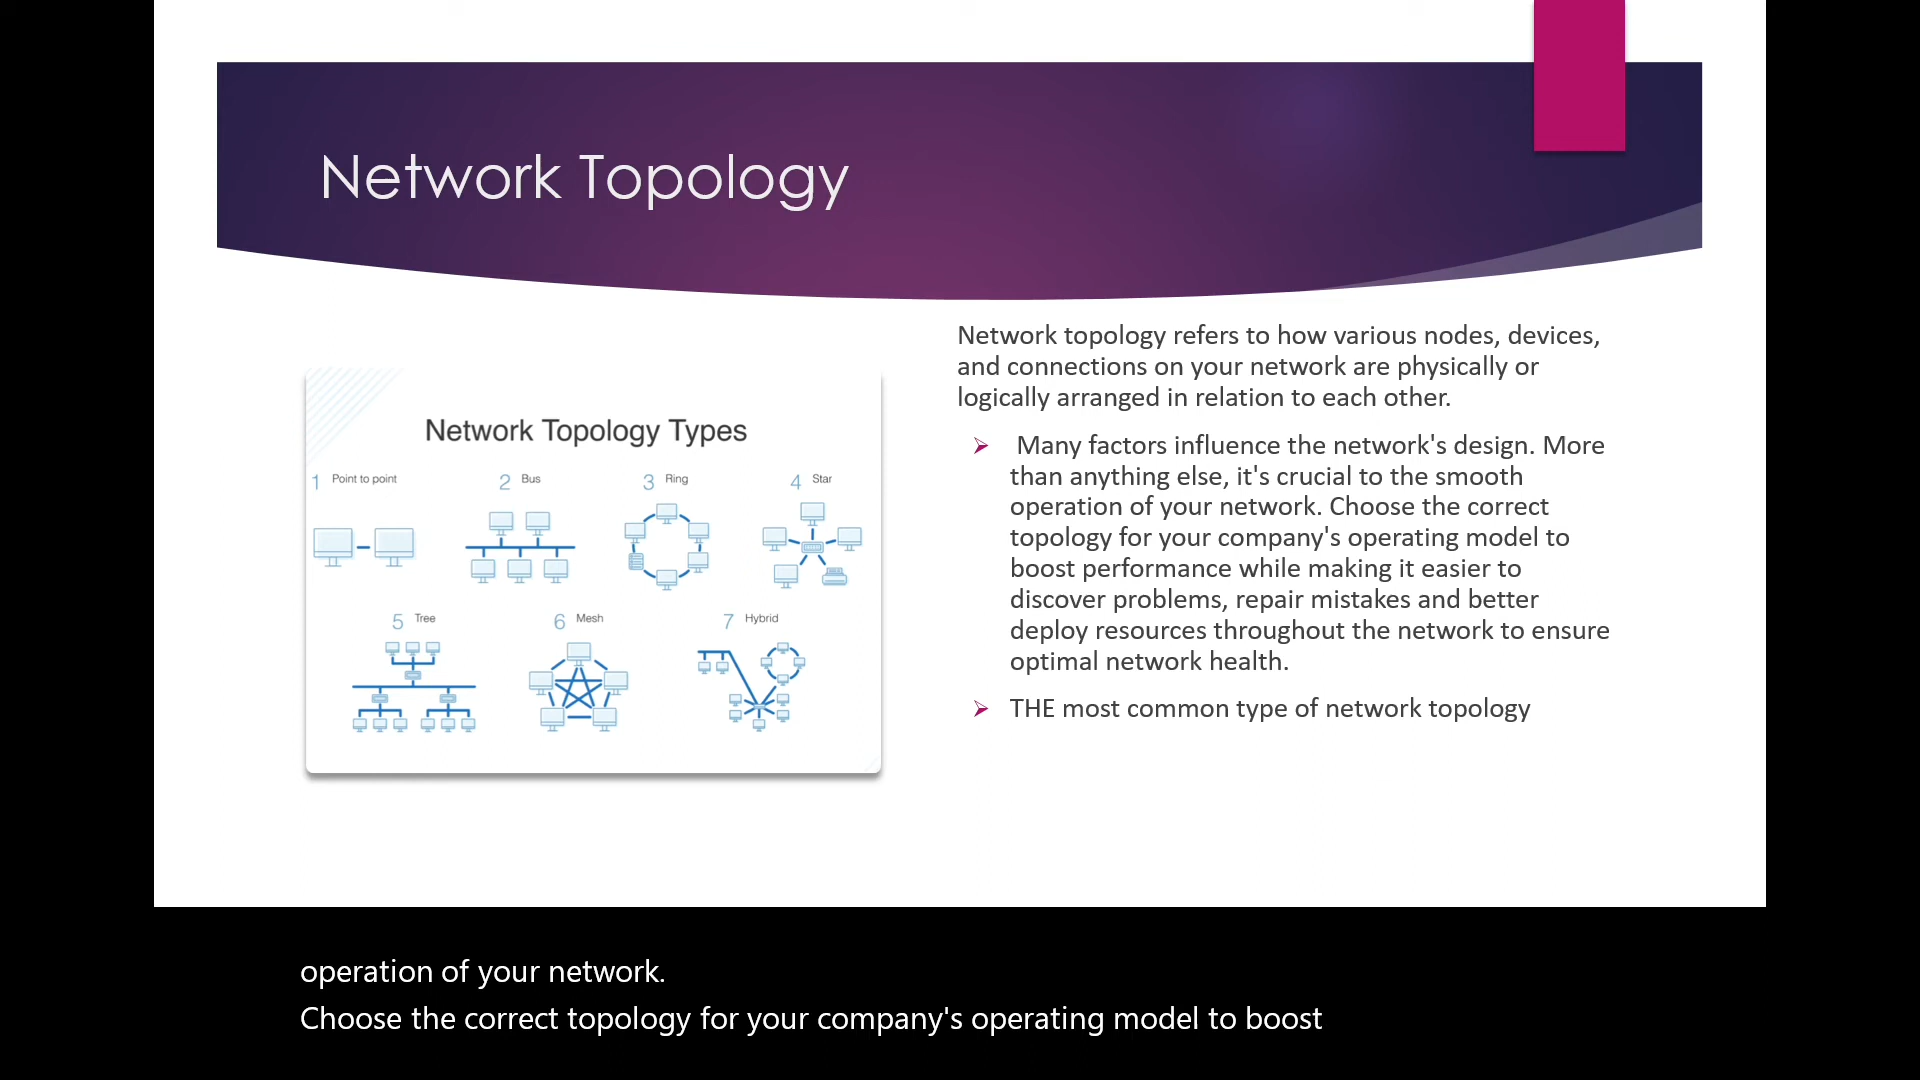 Network Topology
Network Topology Types
1 Point to point
2 Bus
3 Ring
4 Star
5 Tree
6 Mesh
7 Hybrid
Network topology refers to how various nodes, devices,
and connections on your network are physically or
logically arranged in relation to each other.
Many factors influence the network's design. More
than anything else, it's crucial to the smooth
operation of your network. Choose the correct
topology for your company's operating model to
boost performance while making it easier to
discover problems, repair mistakes and better
deploy resources throughout the network to ensure
optimal network health.
THE most common type of network topology
operation of your network.
Choose the correct topology for your company's operating model to boost